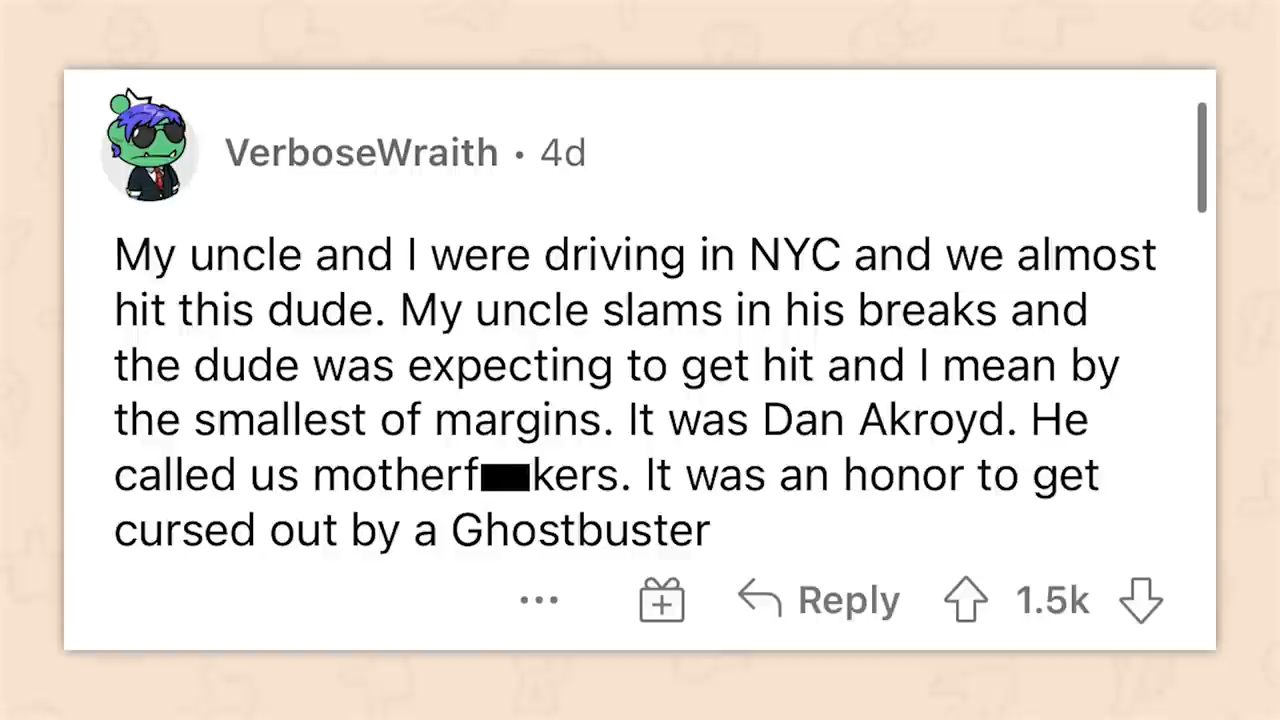 VerboseWraith · 4d
My uncle and I were driving in NYC and we almost
hit this dude. My uncle slams in his breaks and
the dude was expecting to get hit and I mean by
the smallest of margins. It was Dan Akroyd. He
called us motherf██kers. It was an honor to get
cursed out by a Ghostbuster
Reply 1.5k